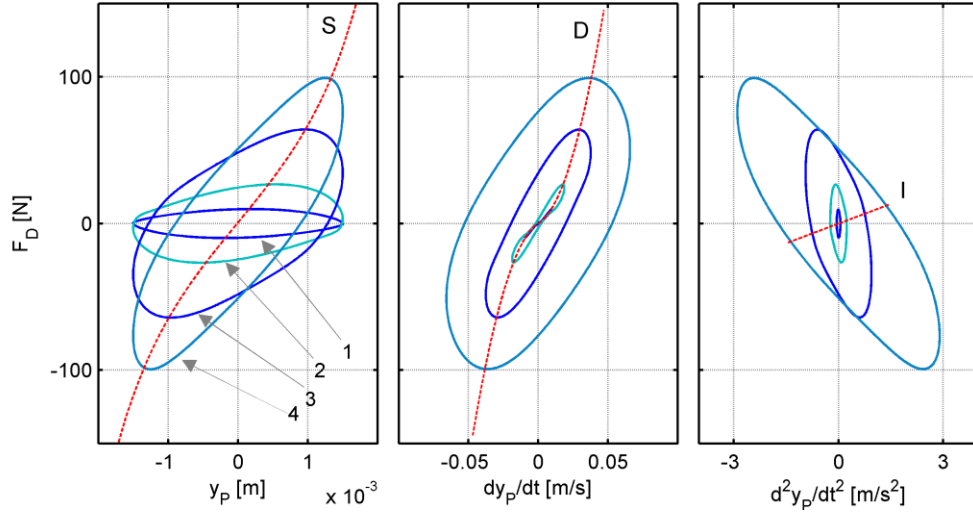 S
D
I
F_D [N]
100
0
-100
1
2
3
4
-1
0
1
y_P [m]
x 10^-3
-0.05
0
0.05
dy_P/dt [m/s]
-3
0
3
d^2y_P/dt^2 [m/s^2]